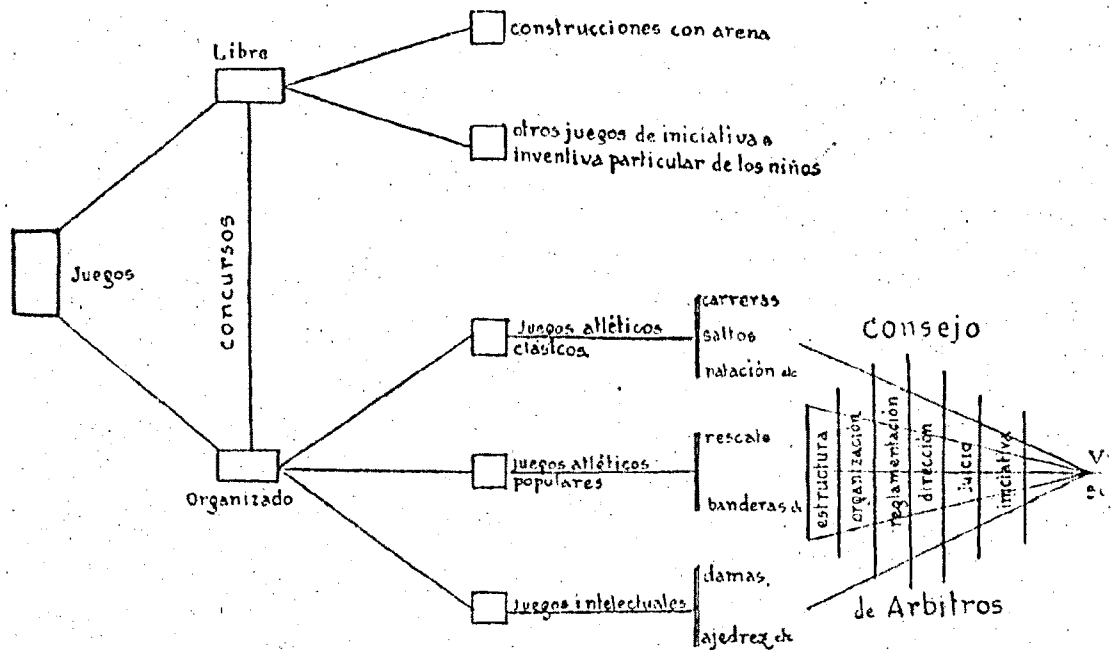 construcciones con arena
Libre
otros juegos de iniciativa e
inventiva particular de los niños
concursos
Juegos
Juegos atléticos
clásicos
carreras
saltos
natación etc
Consejo
estructura
organización
reglamentación
dirección
juicio
iniciativa
de Arbitros
juegos atléticos
populares
rescate
banderas
Organizado
juegos intelectuales
damas,
ajedrez etc